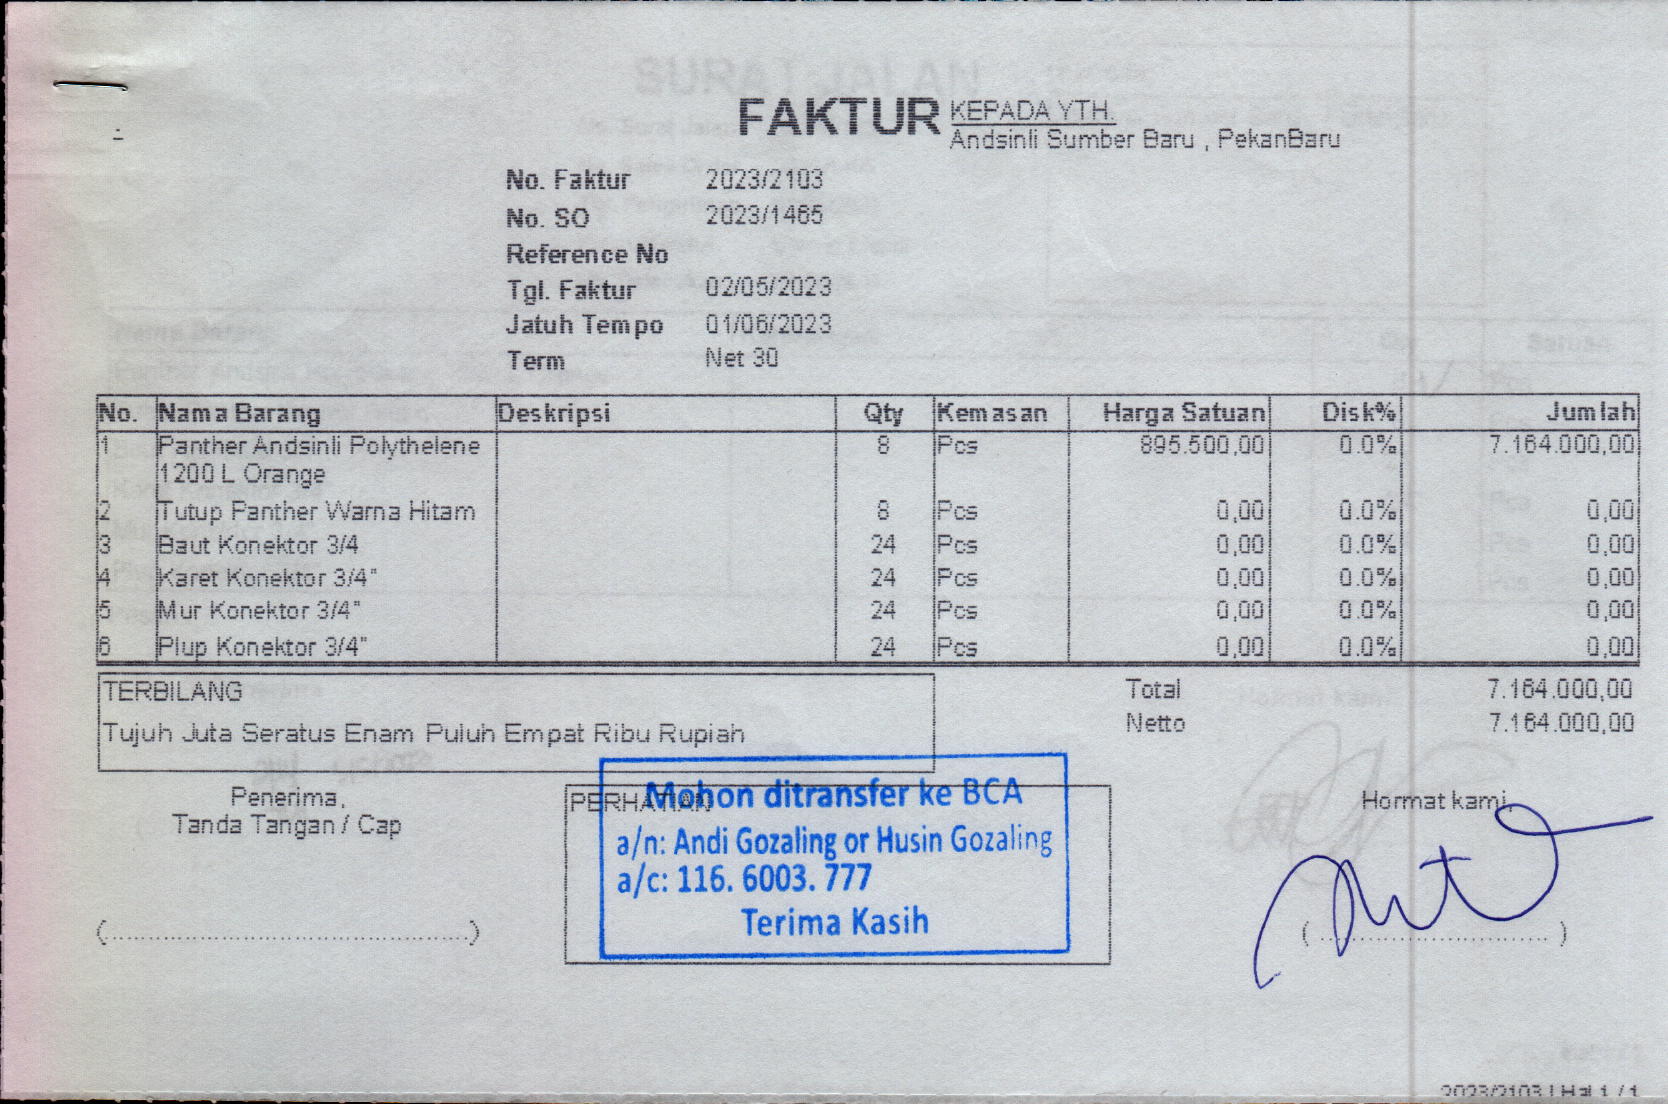 FAKTUR
KEPADA YTH.
Andsinli Sumber Baru , PekanBaru
No. Faktur 2023/2103
No. SO 2023/1465
Reference No
Tgl. Faktur 02/05/2023
Jatuh Tempo 01/06/2023
Term Net 30
No. Nama Barang Deskripsi Qty Kemasan Harga Satuan Disk% Jumlah
1 Panther Andsinli Polythelene 8 Pcs 895.500,00 0.0% 7.164.000,00
1200 L Orange
2 Tutup Panther Warna Hitam 8 Pcs 0,00 0.0% 0,00
3 Baut Konektor 3/4 24 Pcs 0,00 0.0% 0,00
4 Karet Konektor 3/4" 24 Pcs 0,00 0.0% 0,00
5 Mur Konektor 3/4" 24 Pcs 0,00 0.0% 0,00
6 Plup Konektor 3/4" 24 Pcs 0,00 0.0% 0,00
TERBILANG
Tujuh Juta Seratus Enam Puluh Empat Ribu Rupiah
Total 7.164.000,00
Netto 7.164.000,00
Penerima,
Tanda Tangan / Cap
(..............................................)
PERHATIAN
Mohon ditransfer ke BCA
a/n: Andi Gozaling or Husin Gozaling
a/c: 116. 6003. 777
Terima Kasih
Hormat kami,
(..............................)
2023/2103 | Hal 1 / 1